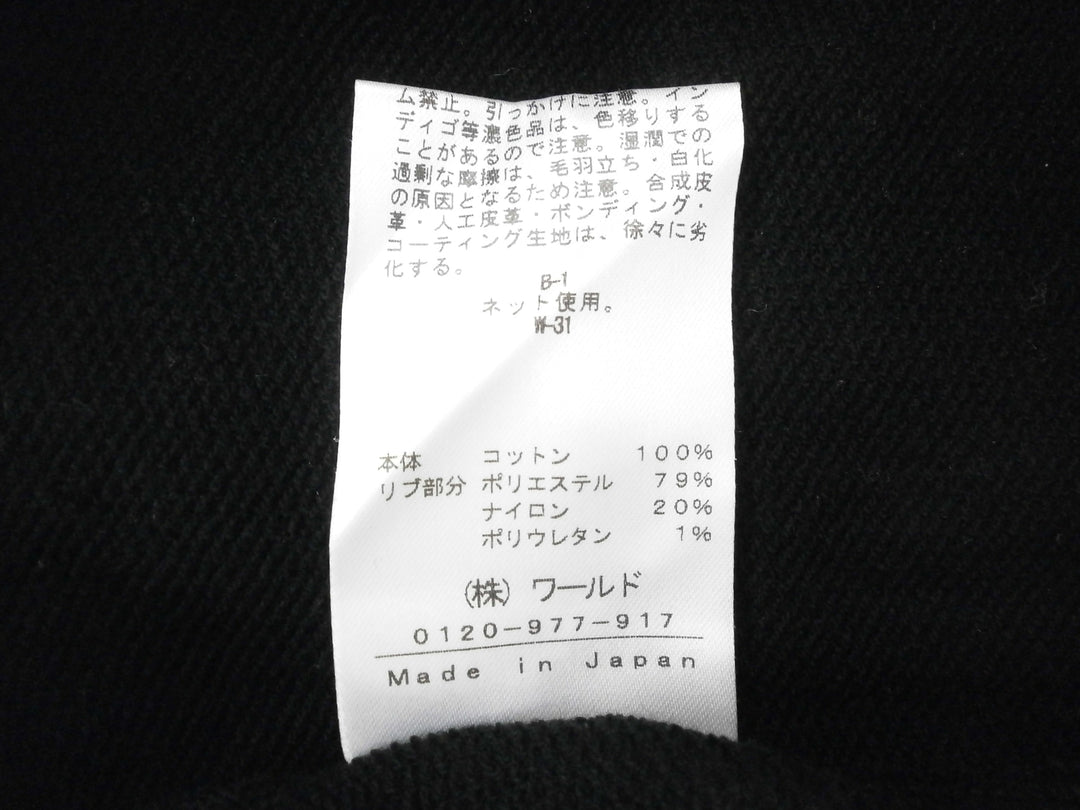 ム禁止。引っかけに注意。イン
ディゴ等濃色品は、色移りする
ことがあるので注意。湿潤での
過剰な摩擦は、毛羽立ち・白化
の原因となるため注意。合成皮
革・人工皮革・ボンディング・
コーティング生地は、徐々に劣
化する。
B-1
ネット使用。
W-31
本体 コットン 100%
リブ部分 ポリエステル 79%
ナイロン 20%
ポリウレタン 1%
(株) ワールド
0120-977-917
Made in Japan